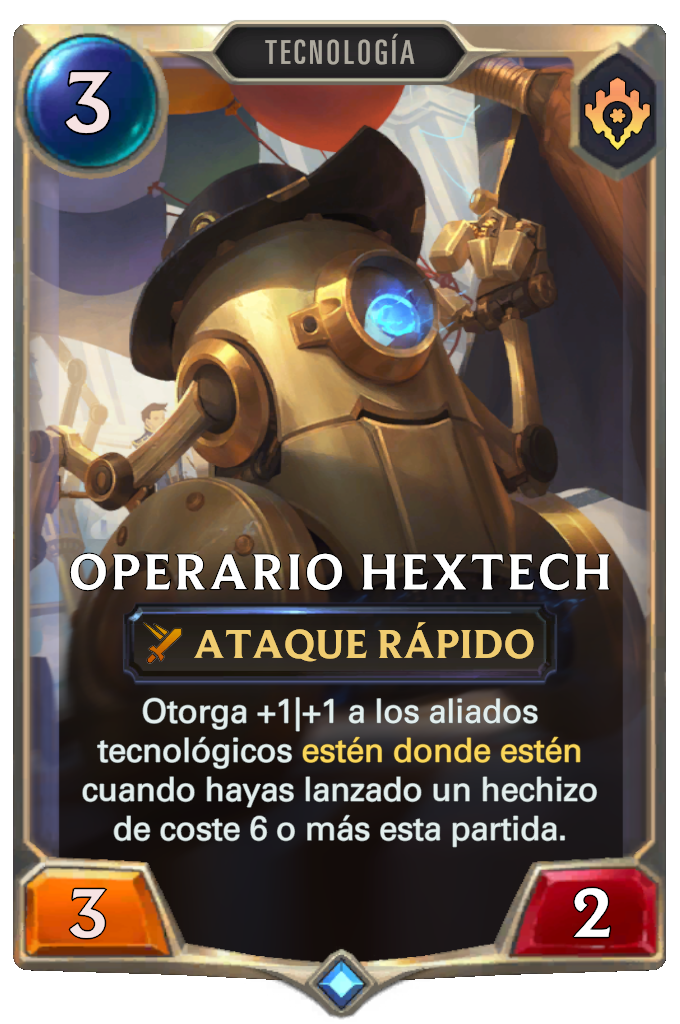 TECNOLOGÍA
3
OPERARIO HEXTECH
ATAQUE RÁPIDO
Otorga +1|+1 a los aliados
tecnológicos estén donde estén
cuando hayas lanzado un hechizo
de coste 6 o más esta partida.
3
2